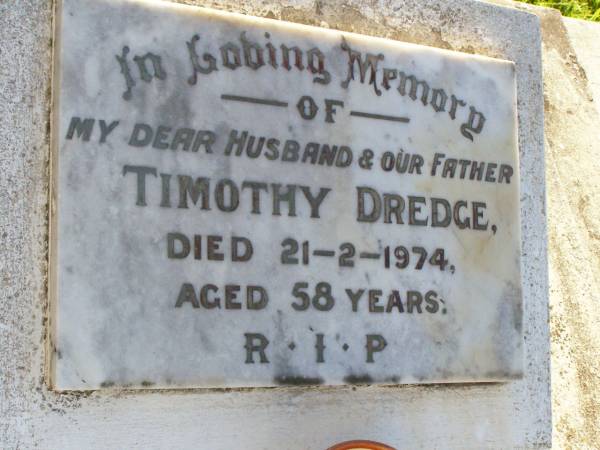 In Loving Memory
— OF —
MY DEAR HUSBAND & OUR FATHER
TIMOTHY DREDGE,
DIED 21-2-1974,
AGED 58 YEARS:
R · I · P